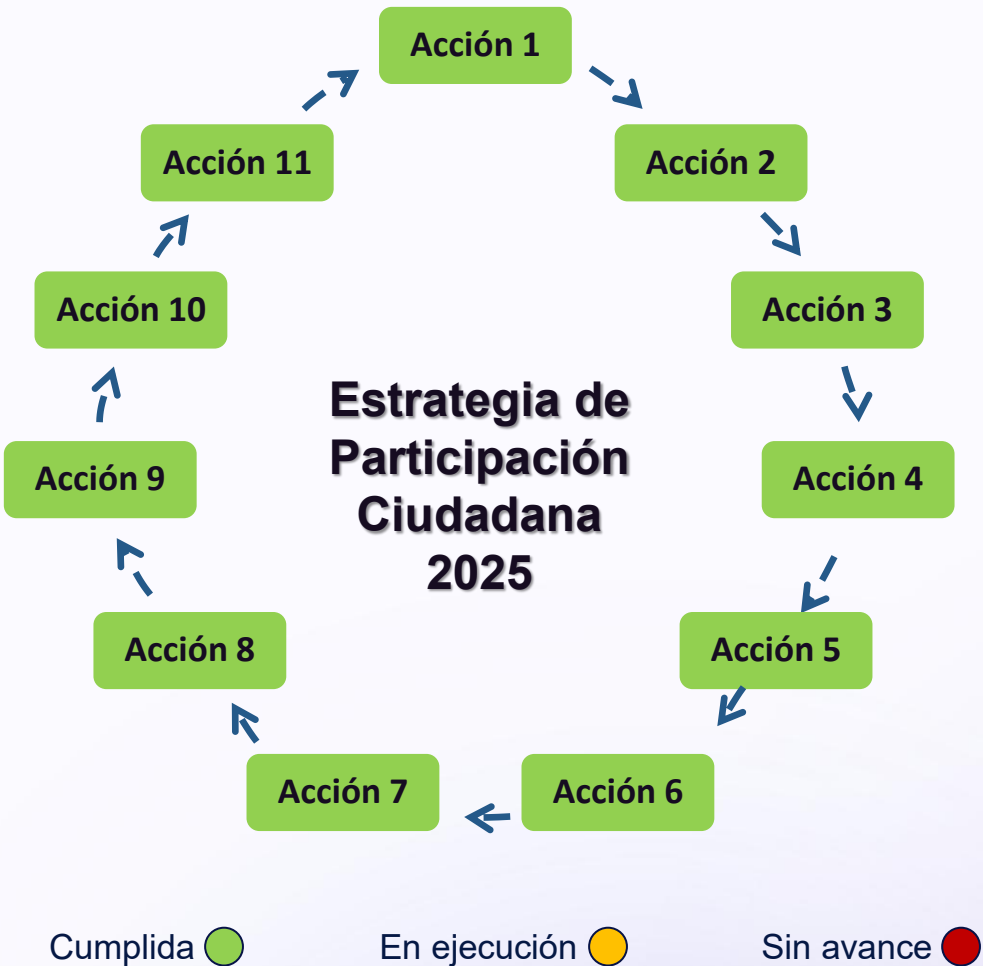 Acción 1
Acción 11
Acción 2
Acción 10
Acción 3
Estrategia de
Participación
Ciudadana
2025
Acción 9
Acción 4
Acción 8
Acción 5
Acción 7
Acción 6
Cumplida
En ejecución
Sin avance